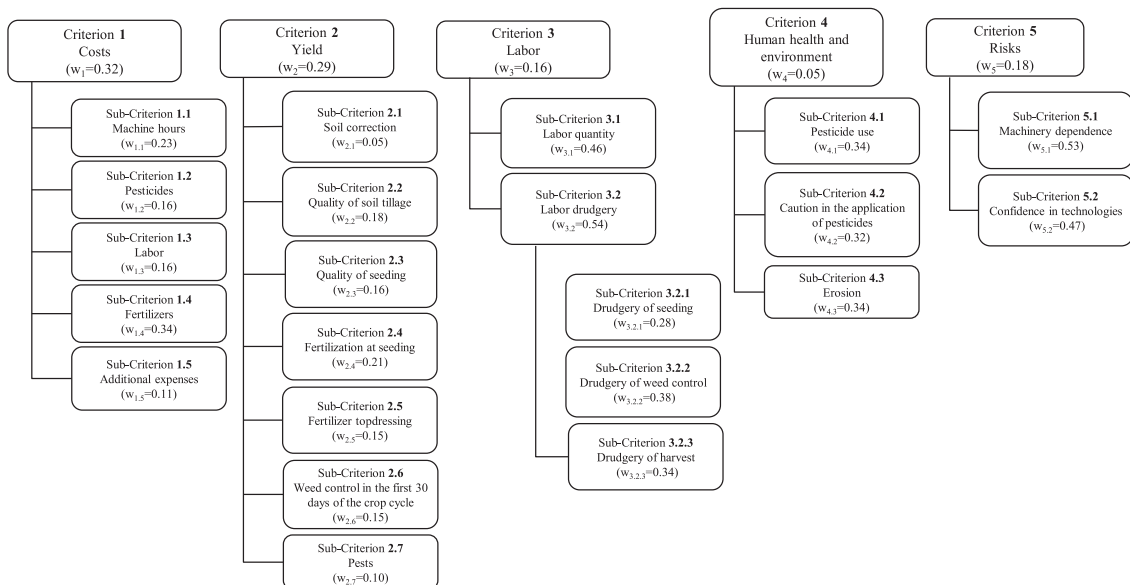 Criterion 1
Costs
(w1=0.32)
Sub-Criterion 1.1
Machine hours
(w1.1=0.23)
Sub-Criterion 1.2
Pesticides
(w1.2=0.16)
Sub-Criterion 1.3
Labor
(w1.3=0.16)
Sub-Criterion 1.4
Fertilizers
(w1.4=0.34)
Sub-Criterion 1.5
Additional expenses
(w1.5=0.11)
Criterion 2
Yield
(w2=0.29)
Sub-Criterion 2.1
Soil correction
(w2.1=0.05)
Sub-Criterion 2.2
Quality of soil tillage
(w2.2=0.18)
Sub-Criterion 2.3
Quality of seeding
(w2.3=0.16)
Sub-Criterion 2.4
Fertilization at seeding
(w2.4=0.21)
Sub-Criterion 2.5
Fertilizer topdressing
(w2.5=0.15)
Sub-Criterion 2.6
Weed control in the first 30
days of the crop cycle
(w2.6=0.15)
Sub-Criterion 2.7
Pests
(w2.7=0.10)
Criterion 3
Labor
(w3=0.16)
Sub-Criterion 3.1
Labor quantity
(w3.1=0.46)
Sub-Criterion 3.2
Labor drudgery
(w3.2=0.54)
Sub-Criterion 3.2.1
Drudgery of seeding
(w3.2.1=0.28)
Sub-Criterion 3.2.2
Drudgery of weed control
(w3.2.2=0.38)
Sub-Criterion 3.2.3
Drudgery of harvest
(w3.2.3=0.34)
Criterion 4
Human health and
environment
(w4=0.05)
Sub-Criterion 4.1
Pesticide use
(w4.1=0.34)
Sub-Criterion 4.2
Caution in the application
of pesticides
(w4.2=0.32)
Sub-Criterion 4.3
Erosion
(w4.3=0.34)
Criterion 5
Risks
(w5=0.18)
Sub-Criterion 5.1
Machinery dependence
(w5.1=0.53)
Sub-Criterion 5.2
Confidence in technologies
(w5.2=0.47)